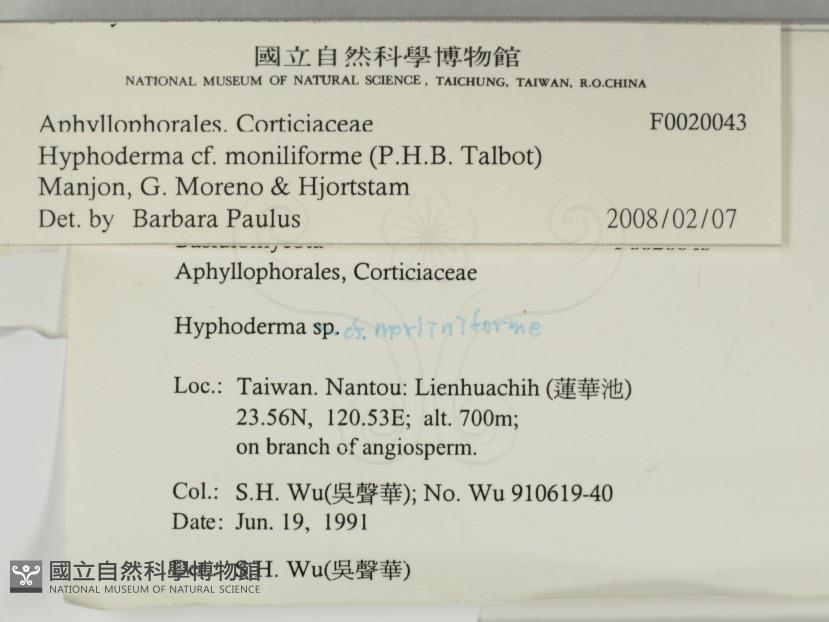 國立自然科學博物館
NATIONAL MUSEUM OF NATURAL SCIENCE, TAICHUNG, TAIWAN, R.O.CHINA
Aphyllophorales, Corticiaceae F0020043
Hyphoderma cf. moniliforme (P.H.B. Talbot)
Manjon, G. Moreno & Hjortstam
Det. by Barbara Paulus 2008/02/07
Aphyllophorales, Corticiaceae
Hyphoderma sp. cf.
Loc.: Taiwan. Nantou: Lienhuachih (蓮華池)
23.56N, 120.53E; alt. 700m;
on branch of angiosperm.
Col.: S.H. Wu(吳聲華); No. Wu 910619-40
Date: Jun. 19, 1991
S.H. Wu(吳聲華)
國立自然科學博物館
NATIONAL MUSEUM OF NATURAL SCIENCE